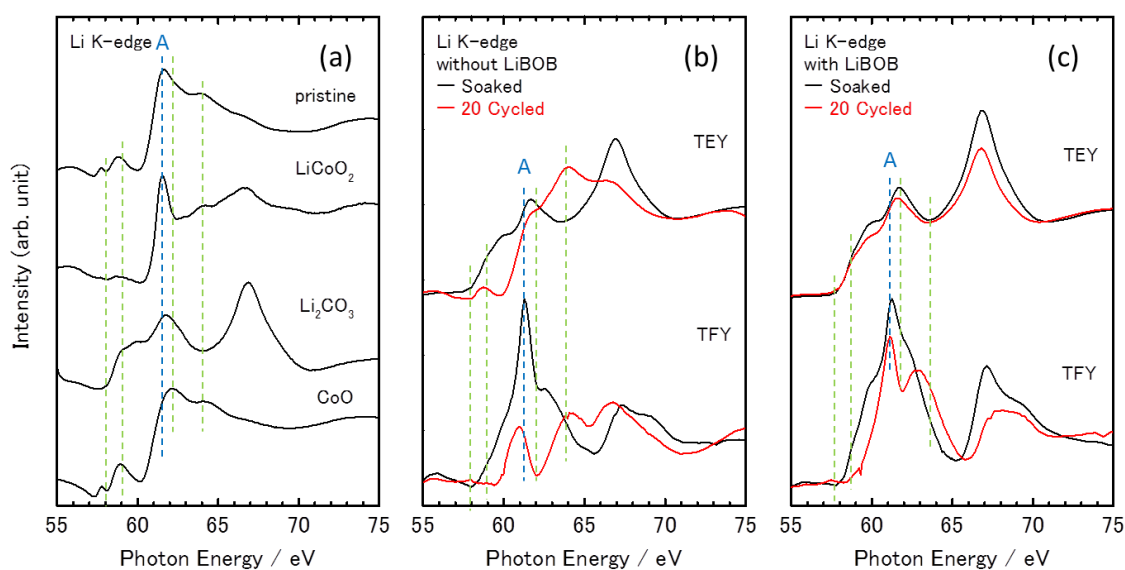 Li K-edge
A
(a)
pristine
LiCoO₂
Li₂CO₃
CoO
Intensity (arb. unit)
55 60 65 70 75
Photon Energy / eV
Li K-edge
without LiBOB
Soaked
20 Cycled
(b)
TEY
A
TFY
55 60 65 70 75
Photon Energy / eV
Li K-edge
with LiBOB
Soaked
20 Cycled
(c)
TEY
A
TFY
55 60 65 70 75
Photon Energy / eV